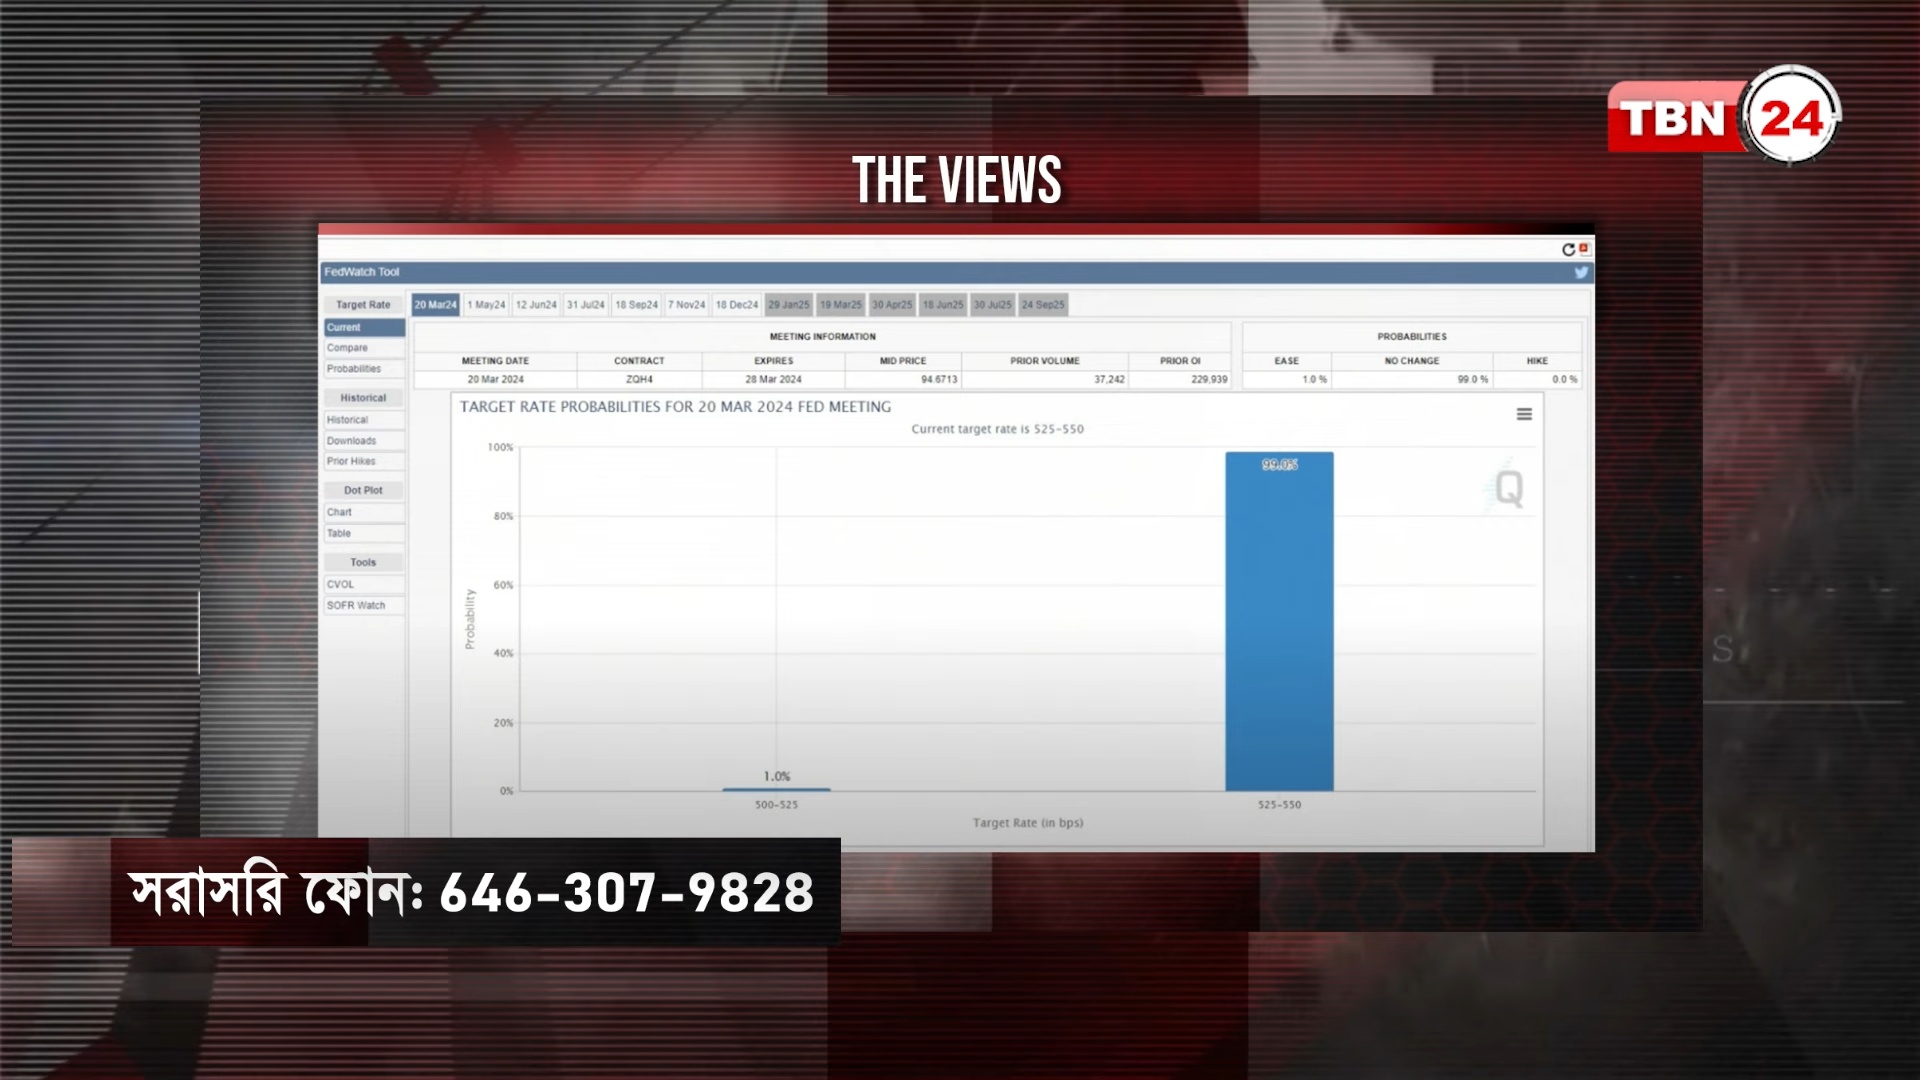 TBN 24
THE VIEWS
FedWatch Tool
Target Rate
Current
Compare
Probabilities
Historical
Historical
Downloads
Prior Hikes
Dot Plot
Chart
Table
Tools
CVOL
SOFR Watch
20 Mar24 1 May24 12 Jun24 31 Jul24 18 Sep24 7 Nov24 18 Dec24 29 Jan25 19 Mar25 30 Apr25 18 Jun25 30 Jul25 24 Sep25
MEETING INFORMATION
MEETING DATE CONTRACT EXPIRES MID PRICE PRIOR VOLUME PRIOR OI
20 Mar 2024 ZQH4 28 Mar 2024 94.6713 37,242 229,939
PROBABILITIES
EASE NO CHANGE HIKE
1.0 % 99.0 % 0.0 %
TARGET RATE PROBABILITIES FOR 20 MAR 2024 FED MEETING
Current target rate is 525-550
100%
80%
60%
40%
20%
0%
Probability
99.0%
1.0%
Q
500-525 525-550
Target Rate (in bps)
সরাসরি ফোন: 646-307-9828
S